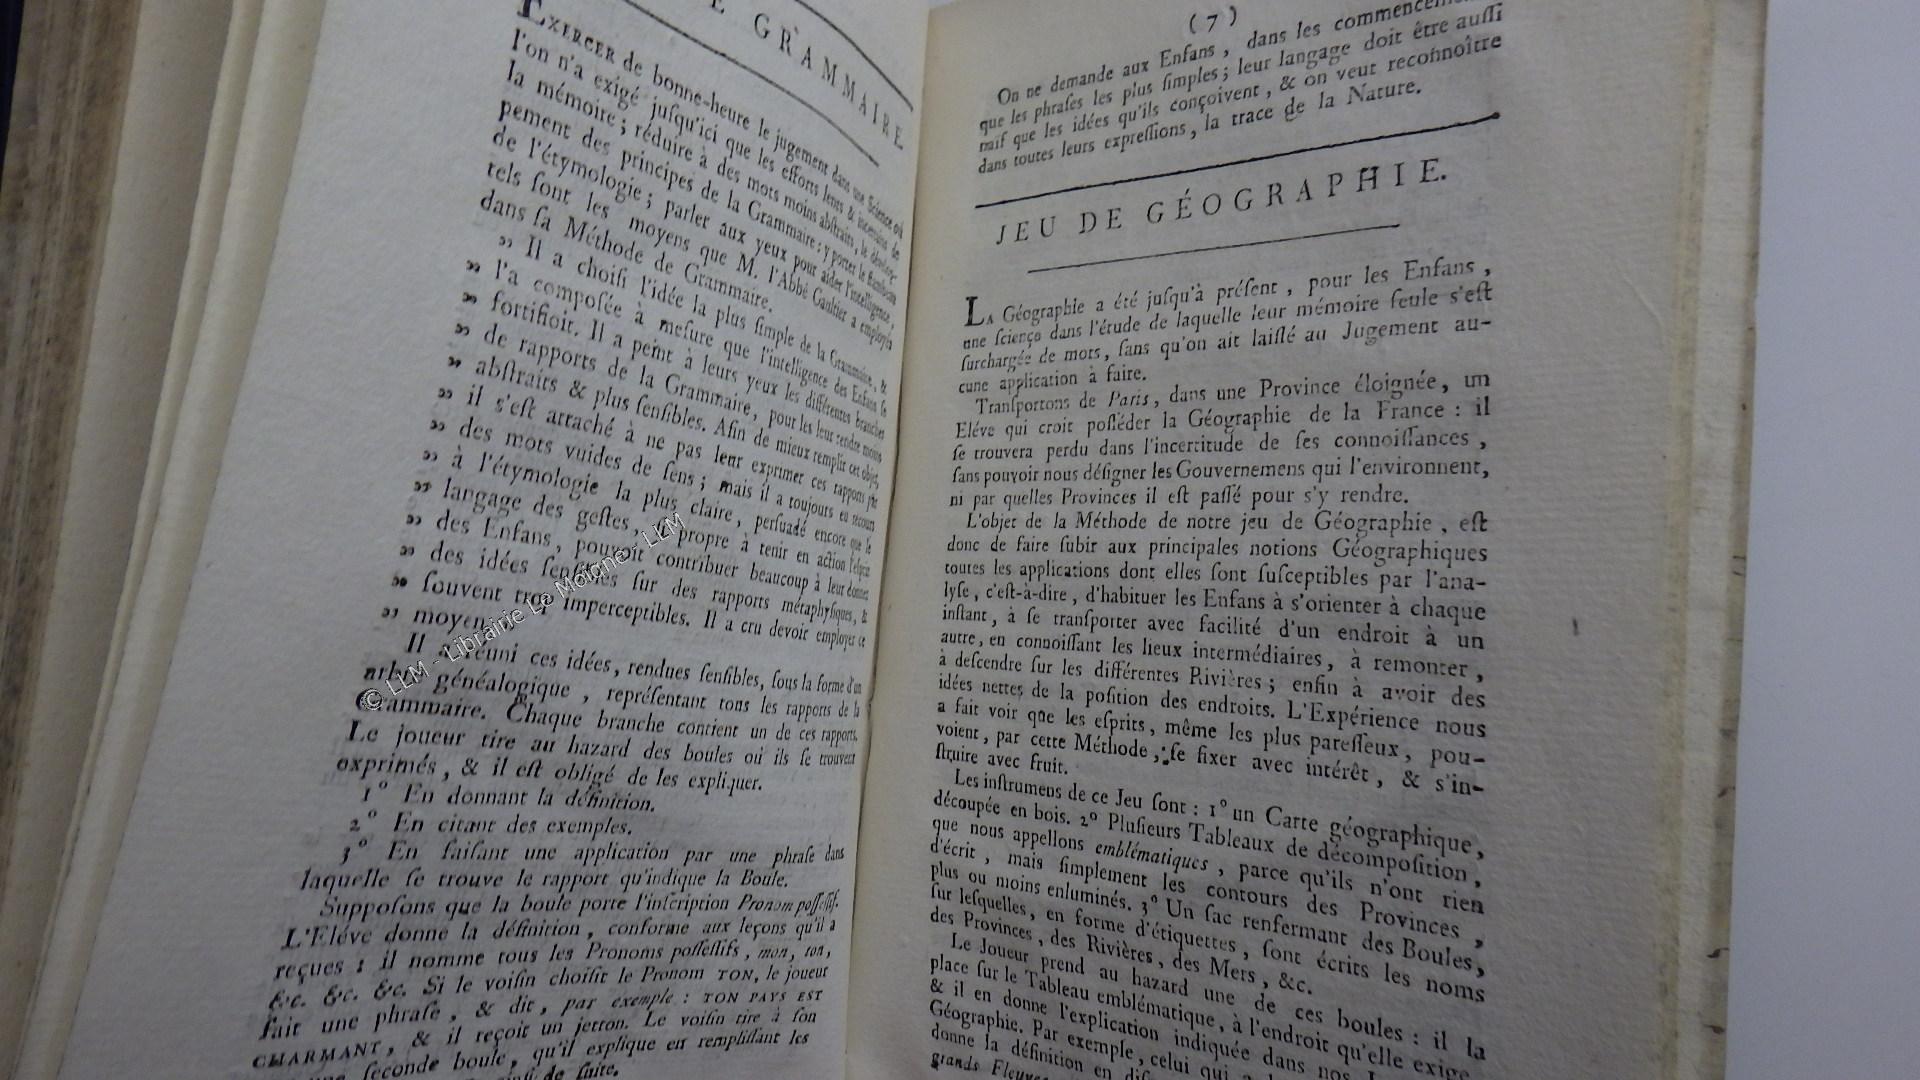 E GRAMMAIRE
EXERCER de bonne-heure le jugement dans une Science où
l'on n'a exigé juſqu'ici que les efforts lents & incertains de
la mémoire ; réduire à des mots moins abſtraits, le dévelop-
pement des principes de la Grammaire : y porter le flambeau
de l'étymologie ; parler aux yeux pour aider l'intelligence,
tels ſont les moyens que M. l'Abbé Gaultier a employés
dans ſa Méthode de Grammaire.
» Il a choiſi l'idée la plus ſimple de la Grammaire, &
» l'a compoſée à meſure que l'intelligence des Enfans ſe
» fortifioit. Il a peint à leurs yeux les différentes branches
» de rapports de la Grammaire, pour les leur rendre moins
» abſtraits & plus ſenſibles. Afin de mieux remplir cet objet,
» il s'eſt attaché à ne pas leur exprimer ces rapports par
» des mots vuides de ſens ; mais il a toujours eu recours
» à l'étymologie la plus claire, perſuadé encore que le
» langage des geſtes, ſi propre à tenir en action l'eſprit
» des Enfans, pouvoit contribuer beaucoup à leur donner
» des idées ſenſibles ſur des rapports métaphyſiques, &
» ſouvent trop imperceptibles. Il a cru devoir employer ce
» moyen
Il a réuni ces idées, rendues ſenſibles, ſous la forme d'un
arbre généalogique, repréſentant tous les rapports de la
Grammaire. Chaque branche contient un de ces rapports.
Le joueur tire au hazard des boules où ils ſe trouvent
exprimés, & il eſt obligé de les expliquer.
1° En donnant la définition.
2° En citant des exemples.
3° En faiſant une application par une phraſe dans
laquelle ſe trouve le rapport qu'indique la Boule.
Suppoſons que la boule porte l'inſcription Pronom poſſeſſif.
L'Eléve donne la définition, conforme aux leçons qu'il a
reçues : il nomme tous les Pronoms poſſeſſifs, mon, ton,
&c. &c. &c. Si le voiſin choiſit le Pronom TON, le joueur
fait une phraſe, & dit, par exemple : TON PAYS EST
CHARMANT, & il reçoit un jetton. Le voiſin tire à ſon
une ſeconde boule, qu'il explique en rempliſſant les
de ſuite.
© LLM - Librairie Le Moigne - LLM
( 7 )
On ne demande aux Enfans, dans les commencemens
que les phraſes les plus ſimples ; leur langage doit être auſſi
naïf que les idées qu'ils conçoivent, & on veut reconnoître
dans toutes leurs expreſſions, la trace de la Nature.
JEU DE GÉOGRAPHIE.
LA Géographie a été juſqu'à préſent, pour les Enfans,
une ſcience dans l'étude de laquelle leur mémoire ſeule s'eſt
ſurchargée de mots, ſans qu'on ait laiſſé au Jugement au-
cune application à faire.
Tranſportons de Paris, dans une Province éloignée, un
Eléve qui croit poſſéder la Géographie de la France : il
ſe trouvera perdu dans l'incertitude de ſes connoiſſances,
ſans pouvoir nous déſigner les Gouvernemens qui l'environnent,
ni par quelles Provinces il eſt paſſé pour s'y rendre.
L'objet de la Méthode de notre jeu de Géographie, eſt
donc de faire ſubir aux principales notions Géographiques
toutes les applications dont elles ſont ſuſceptibles par l'ana-
lyſe, c'eſt-à-dire, d'habituer les Enfans à s'orienter à chaque
inſtant, à ſe tranſporter avec facilité d'un endroit à un
autre, en connoiſſant les lieux intermédiaires, à remonter,
à deſcendre ſur les différentes Rivières ; enfin à avoir des
idées nettes de la poſition des endroits. L'Expérience nous
a fait voir que les eſprits, même les plus pareſſeux, pou-
voient, par cette Méthode, ſe fixer avec intérêt, & s'in-
ſtruire avec fruit.
Les inſtrumens de ce Jeu ſont : 1° un Carte géographique,
découpée en bois. 2° Pluſieurs Tableaux de décompoſition,
que nous appellons emblématiques, parce qu'ils n'ont rien
d'écrit, mais ſimplement les contours des Provinces,
plus ou moins enluminés. 3° Un ſac renfermant des Boules,
ſur leſquelles, en forme d'étiquettes, ſont écrits les noms
des Provinces, des Rivières, des Mers, &c.
Le Joueur prend au hazard une de ces boules : il la
place ſur le Tableau emblématique, à l'endroit qu'elle exige
& il en donne l'explication indiquée dans nos
Géographie. Par exemple, celui qui a
donne la définition en
grands Fleuves